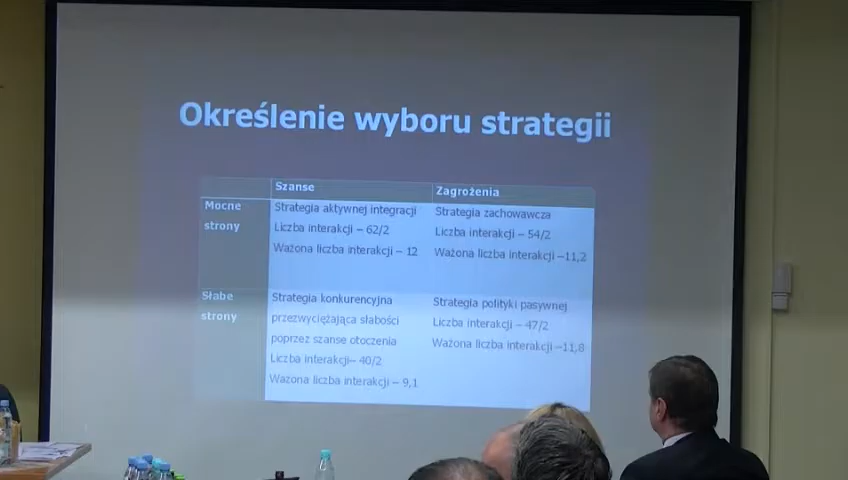 Określenie wyboru strategii
Szanse
Zagrożenia
Mocne
strony
Strategia aktywnej integracji
Liczba interakcji – 62/2
Ważona liczba interakcji – 12
Strategia zachowawcza
Liczba interakcji – 54/2
Ważona liczba interakcji –11,2
Słabe
strony
Strategia konkurencyjna
przezwyciężająca słabości
poprzez szanse otoczenia
Liczba interakcji– 40/2
Ważona liczba interakcji – 9,1
Strategia polityki pasywnej
Liczba interakcji – 47/2
Ważona liczba interakcji –11,8